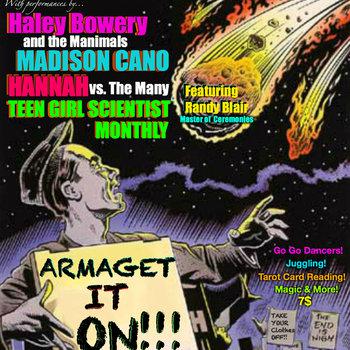 With performances by...
Haley Bowery
and the Manimals
MADISON CANO
HANNAH vs. The Many
TEEN GIRL SCIENTIST
MONTHLY
Featuring
Randy Blair
Master of Ceremonies
ARMAGET
IT
ON!!!
Go Go Dancers!
Juggling!
Tarot Card Reading!
Magic & More!
7$
TAKE
YOUR
Clothes
OFF!!
THE
END IS
NIGH